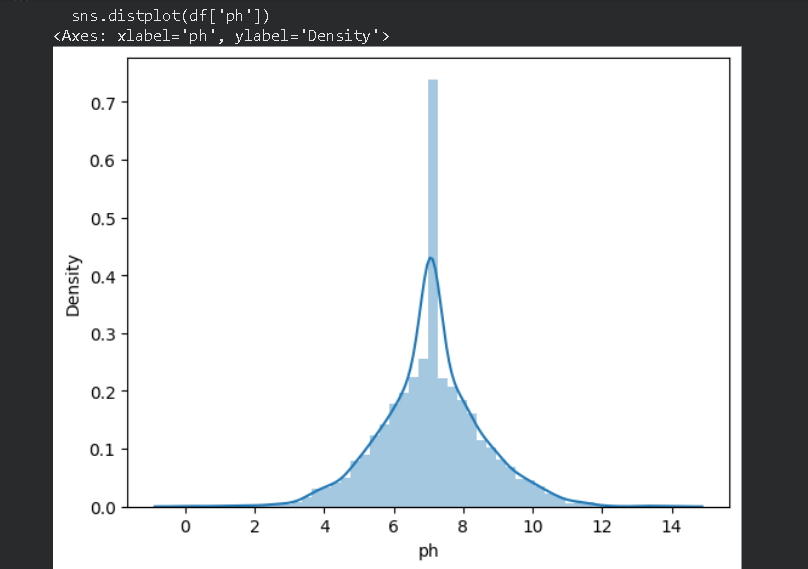 sns.distplot(df['ph'])
<Axes: xlabel='ph', ylabel='Density'>
0.7
0.6
0.5
0.4
0.3
0.2
0.1
0.0
Density
0 2 4 6 8 10 12 14
ph